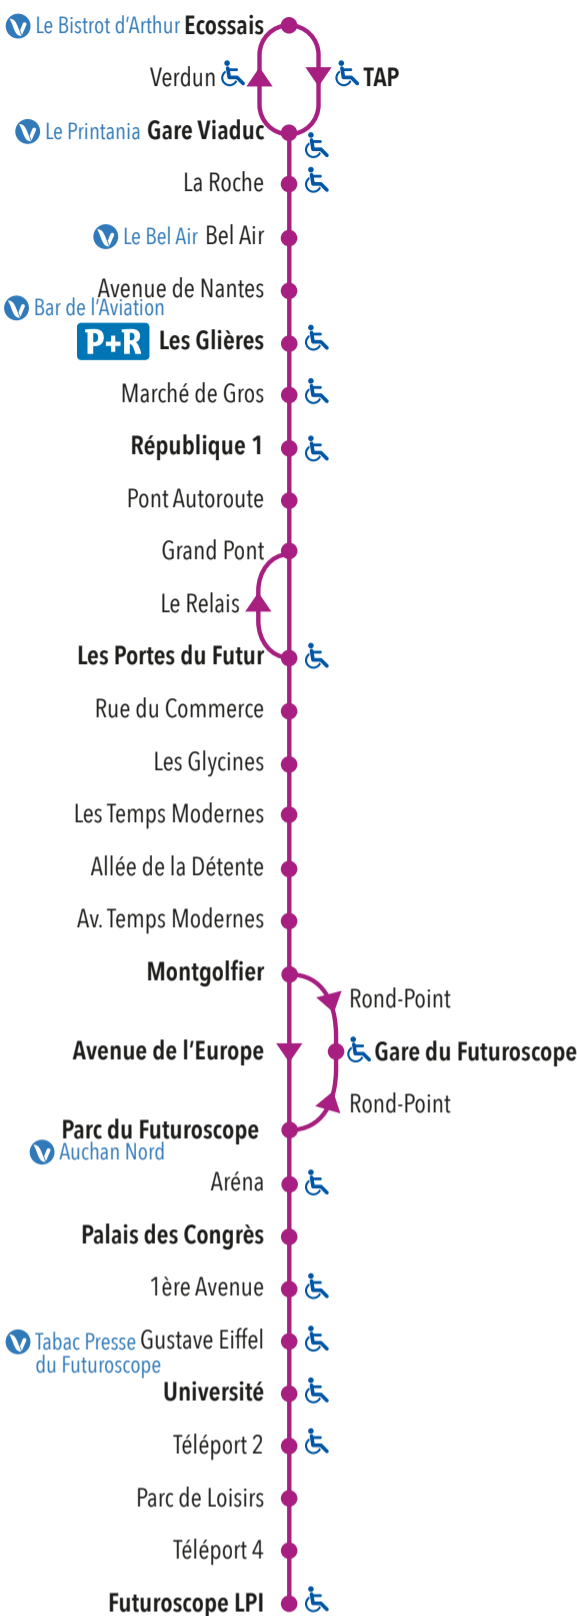 Le Bistrot d'Arthur Ecossais
Verdun TAP
Le Printania Gare Viaduc
La Roche
Le Bel Air Bel Air
Avenue de Nantes
Bar de l'Aviation
P+R Les Glières
Marché de Gros
République 1
Pont Autoroute
Grand Pont
Le Relais
Les Portes du Futur
Rue du Commerce
Les Glycines
Les Temps Modernes
Allée de la Détente
Av. Temps Modernes
Montgolfier
Rond-Point
Avenue de l'Europe Gare du Futuroscope
Rond-Point
Parc du Futuroscope
Auchan Nord
Aréna
Palais des Congrès
1ère Avenue
Tabac Presse Gustave Eiffel
du Futuroscope
Université
Téléport 2
Parc de Loisirs
Téléport 4
Futuroscope LPI